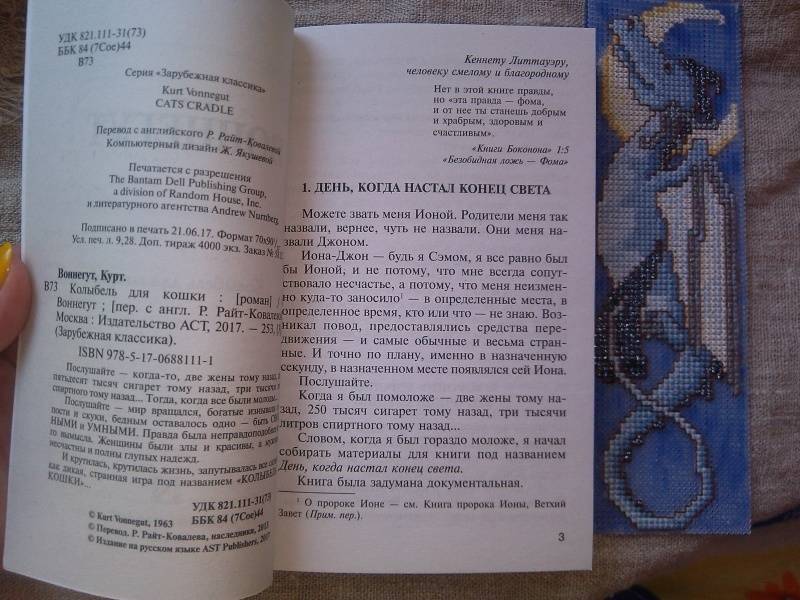 УДК 821.111-31(73)
ББК 84 (7Сое)44
В73
Серия «Зарубежная классика»
Kurt Vonnegut
CATS CRADLE
Перевод с английского Р. Райт-Ковалевой
Компьютерный дизайн Ж. Якушевой
Печатается с разрешения
The Bantam Dell Publishing Group,
a division of Random House, Inc.
и литературного агентства Andrew Nurnberg.
Подписано в печать 21.06.17. Формат 70x90/
Усл. печ. л. 9,28. Доп. тираж 4000 экз. Заказ №
Воннегут, Курт.
В73 Колыбель для кошки : [роман] /
Воннегут ; [пер. с англ. Р. Райт-Ковалево
Москва : Издательство АСТ, 2017. — 253,
(Зарубежная классика).
ISBN 978-5-17-0688111-1
Послушайте — когда-то, две жены тому назад,
пятьдесят тысяч сигарет тому назад, три тысячи
спиртного тому назад... Тогда, когда все были молоды...
Послушайте — мир вращался, богатые изнывали
пости и скуки, бедным оставалось одно — быть
НЫМИ и УМНЫМИ. Правда была неправдоподобнее
го вымысла. Женщины были злы и красивы, а мужчины
несчастны и полны глупых надежд.
И крутилась, крутилась жизнь, запутывалась все
как дикая, странная игра под названием «КОЛЫБЕЛЬ
КОШКИ»...
УДК 821.111-31(73)
ББК 84 (7Сое)44
© Kurt Vonnegut, 1963
© Перевод. Р. Райт-Ковалева, наследники, 2013
© Издание на русском языке AST Publishers, 2017
Кеннету Литтауэру,
человеку смелому и благородному
Нет в этой книге правды,
но «эта правда — фома,
и от нее ты станешь добрым
и храбрым, здоровым и
счастливым».
«Книги Боконона» 1:5
«Безобидная ложь — Фома»
1. ДЕНЬ, КОГДА НАСТАЛ КОНЕЦ СВЕТА
Можете звать меня Ионой. Родители меня так
назвали, вернее, чуть не назвали. Они меня на-
звали Джоном.
Иона-Джон — будь я Сэмом, я все равно был
бы Ионой, и не потому, что мне всегда сопут-
ствовало несчастье, а потому, что меня неизмен-
но куда-то заносило¹ — в определенные места, в
определенное время, кто или что — не знаю. Воз-
никал повод, предоставлялись средства пере-
движения — и самые обычные и весьма стран-
ные. И точно по плану, именно в назначенную
секунду, в назначенном месте появлялся сей Иона.
Послушайте.
Когда я был помоложе — две жены тому на-
зад, 250 тысяч сигарет тому назад, три тысячи
литров спиртного тому назад...
Словом, когда я был гораздо моложе, я начал
собирать материалы для книги под названием
День, когда настал конец света.
Книга была задумана документальная.
¹ О пророке Ионе — см. Книга пророка Ионы, Ветхий
Завет (Прим. пер.).
3